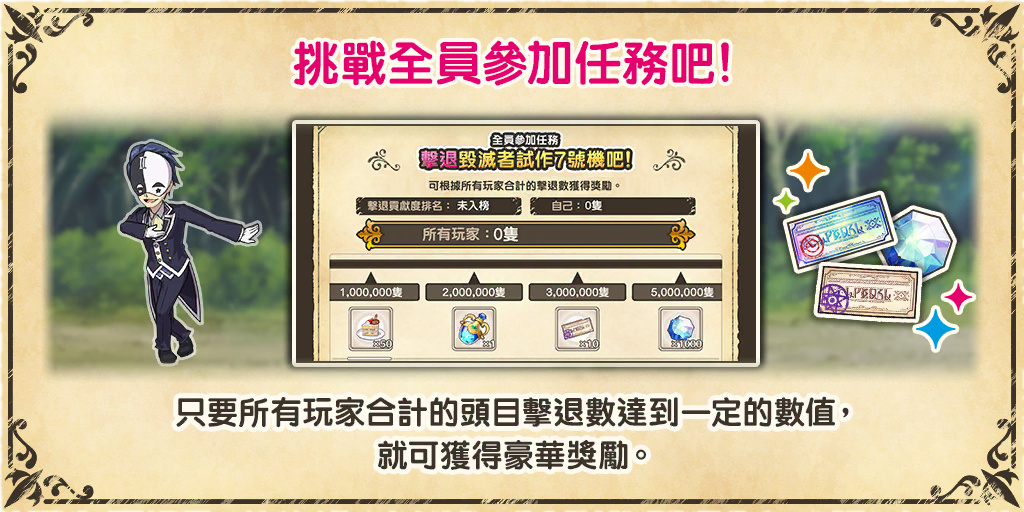 挑戰全員參加任務吧!
全員參加任務
擊退毀滅者試作7號機吧!
可根據所有玩家合計的擊退數獲得獎勵。
擊退貢獻度排名：未入榜
自己：0隻
所有玩家：0隻
1,000,000隻
2,000,000隻
3,000,000隻
5,000,000隻
×50
×1
×10
×1000
只要所有玩家合計的頭目擊退數達到一定的數值，
就可獲得豪華獎勵。